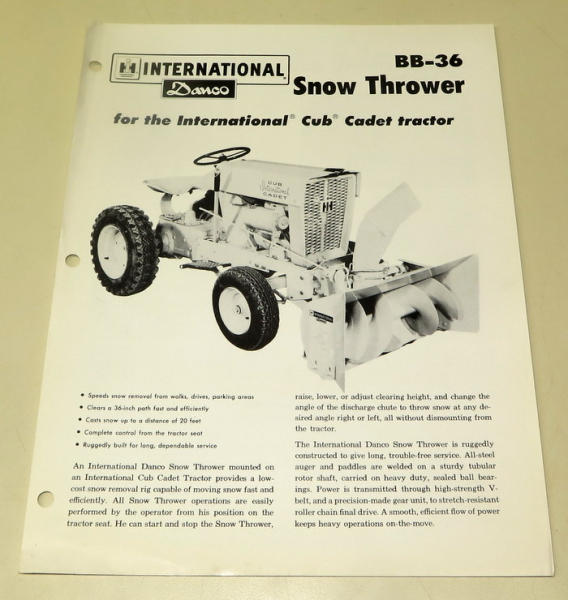 BB-36
IH INTERNATIONAL
Danco
Snow Thrower
for the International® Cub® Cadet tractor
CUB
International
CADET
IH
INTERNATIONAL
• Speeds snow removal from walks, drives, parking areas
• Clears a 36-inch path fast and efficiently
• Casts snow up to a distance of 20 feet
• Complete control from the tractor seat
• Ruggedly built for long, dependable service
An International Danco Snow Thrower mounted on
an International Cub Cadet Tractor provides a low-
cost snow removal rig capable of moving snow fast and
efficiently. All Snow Thrower operations are easily
performed by the operator from his position on the
tractor seat. He can start and stop the Snow Thrower,
raise, lower, or adjust clearing height, and change the
angle of the discharge chute to throw snow at any de-
sired angle right or left, all without dismounting from
the tractor.
The International Danco Snow Thrower is ruggedly
constructed to give long, trouble-free service. All-steel
auger and paddles are welded on a sturdy tubular
rotor shaft, carried on heavy duty, sealed ball bear-
ings. Power is transmitted through high-strength V-
belt, and a precision-made gear unit, to stretch-resistant
roller chain final drive. A smooth, efficient flow of power
keeps heavy operations on-the-move.